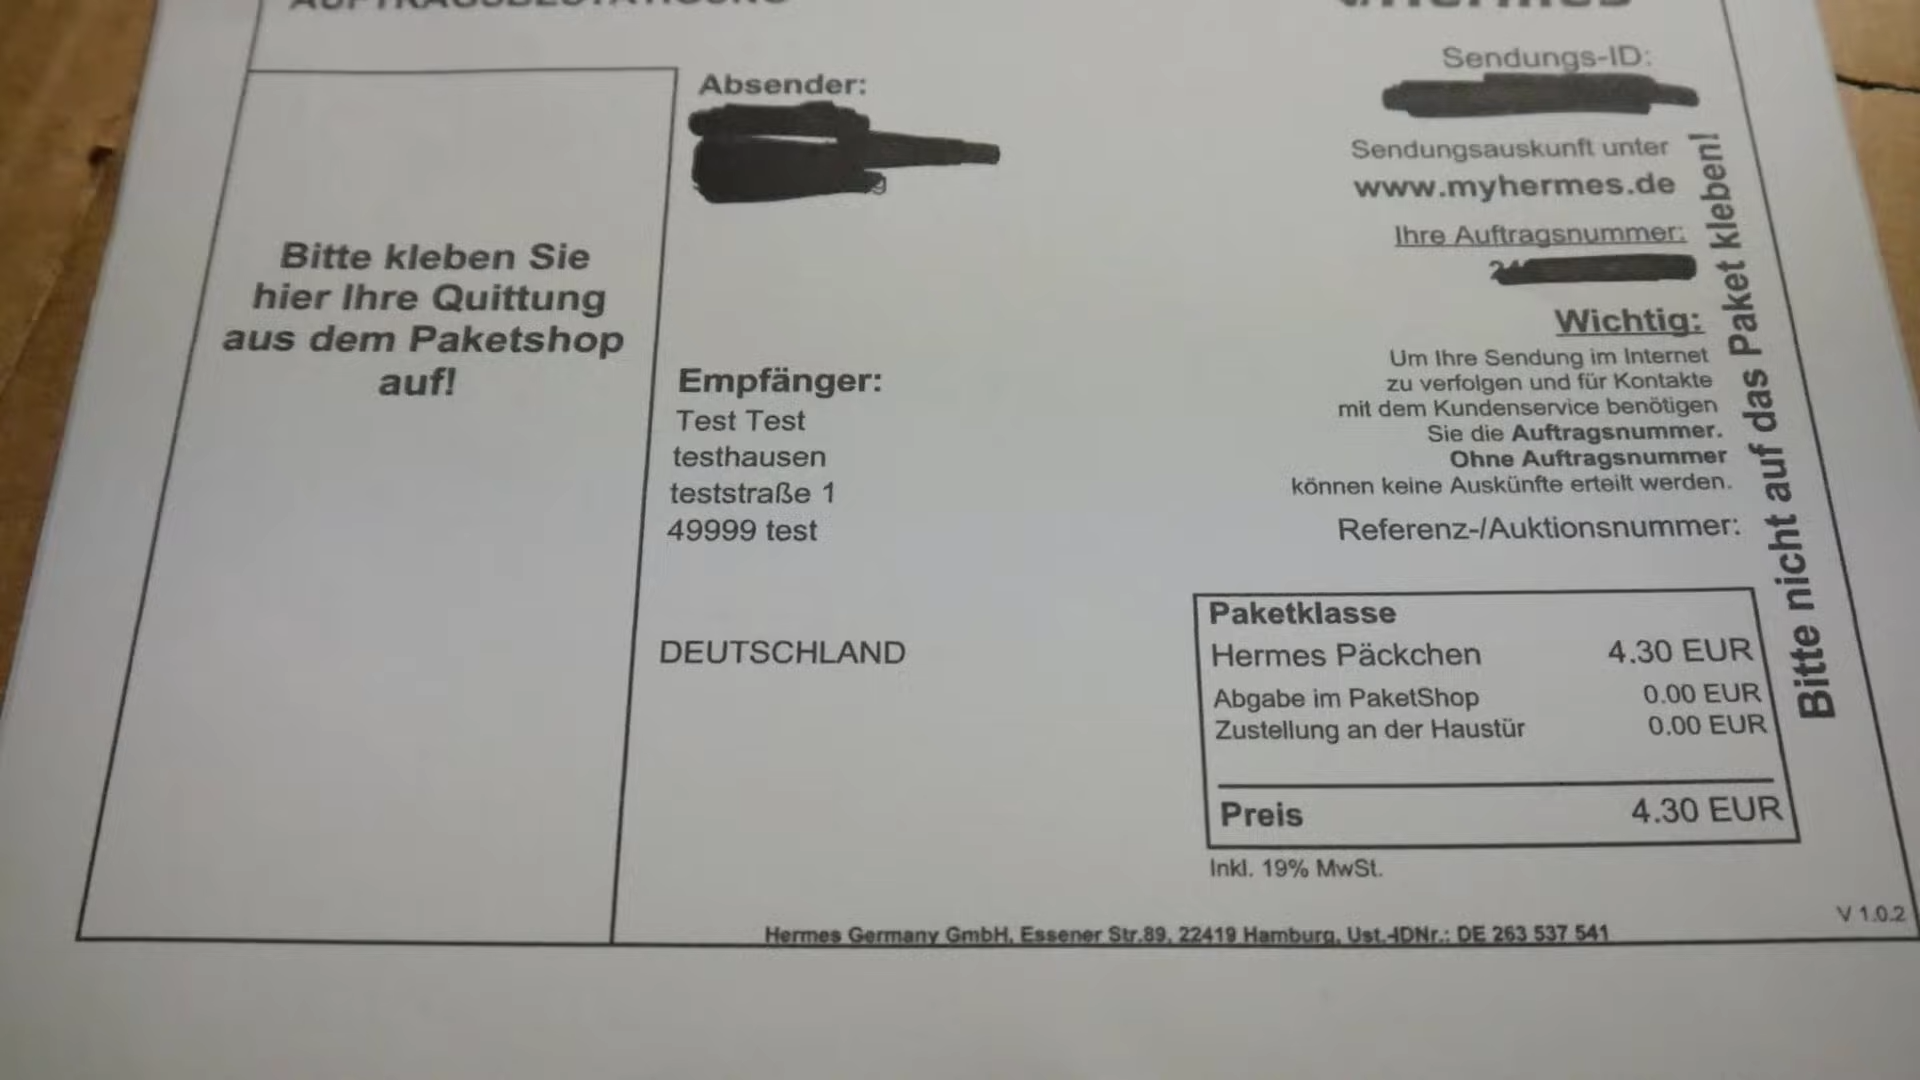 AUFTRAGSBESTÄTIGUNG
Hermes
Bitte kleben Sie
hier Ihre Quittung
aus dem Paketshop
auf!
Absender:
Empfänger:
Test Test
testhausen
teststraße 1
49999 test
DEUTSCHLAND
Sendungs-ID:
Sendungsauskunft unter
www.myhermes.de
Ihre Auftragsnummer:
Wichtig:
Um Ihre Sendung im Internet
zu verfolgen und für Kontakte
mit dem Kundenservice benötigen
Sie die Auftragsnummer.
Ohne Auftragsnummer
können keine Auskünfte erteilt werden.
Referenz-/Auktionsnummer:
Bitte nicht auf das Paket kleben!
Paketklasse
Hermes Päckchen 4.30 EUR
Abgabe im PaketShop 0.00 EUR
Zustellung an der Haustür 0.00 EUR
Preis 4.30 EUR
Inkl. 19% MwSt.
V 1.0.2
Hermes Germany GmbH, Essener Str.89, 22419 Hamburg, Ust.-IDNr.: DE 263 537 541